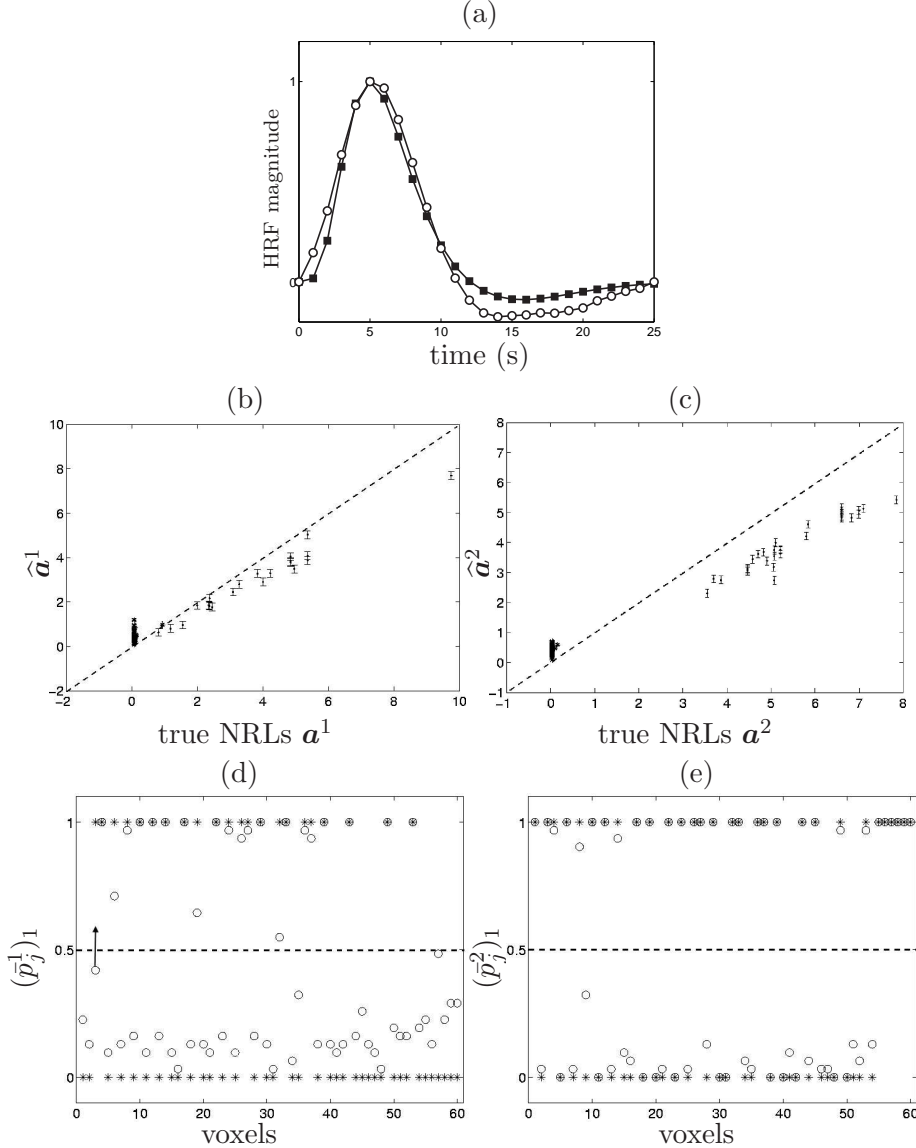 (a)
HRF magnitude
1
0
0 5 10 15 20 25
time (s)
(b)
â¹
10
8
6
4
2
0
−2
−2 0 2 4 6 8 10
true NRLs a¹
(c)
â²
8
7
6
5
4
3
2
1
0
−1
−1 0 1 2 3 4 5 6 7 8
true NRLs a²
(d)
(p̄ⱼ¹)₁
1
0.5
0
0 10 20 30 40 50 60
voxels
(e)
(p̄ⱼ²)₁
1
0.5
0
0 10 20 30 40 50 60
voxels